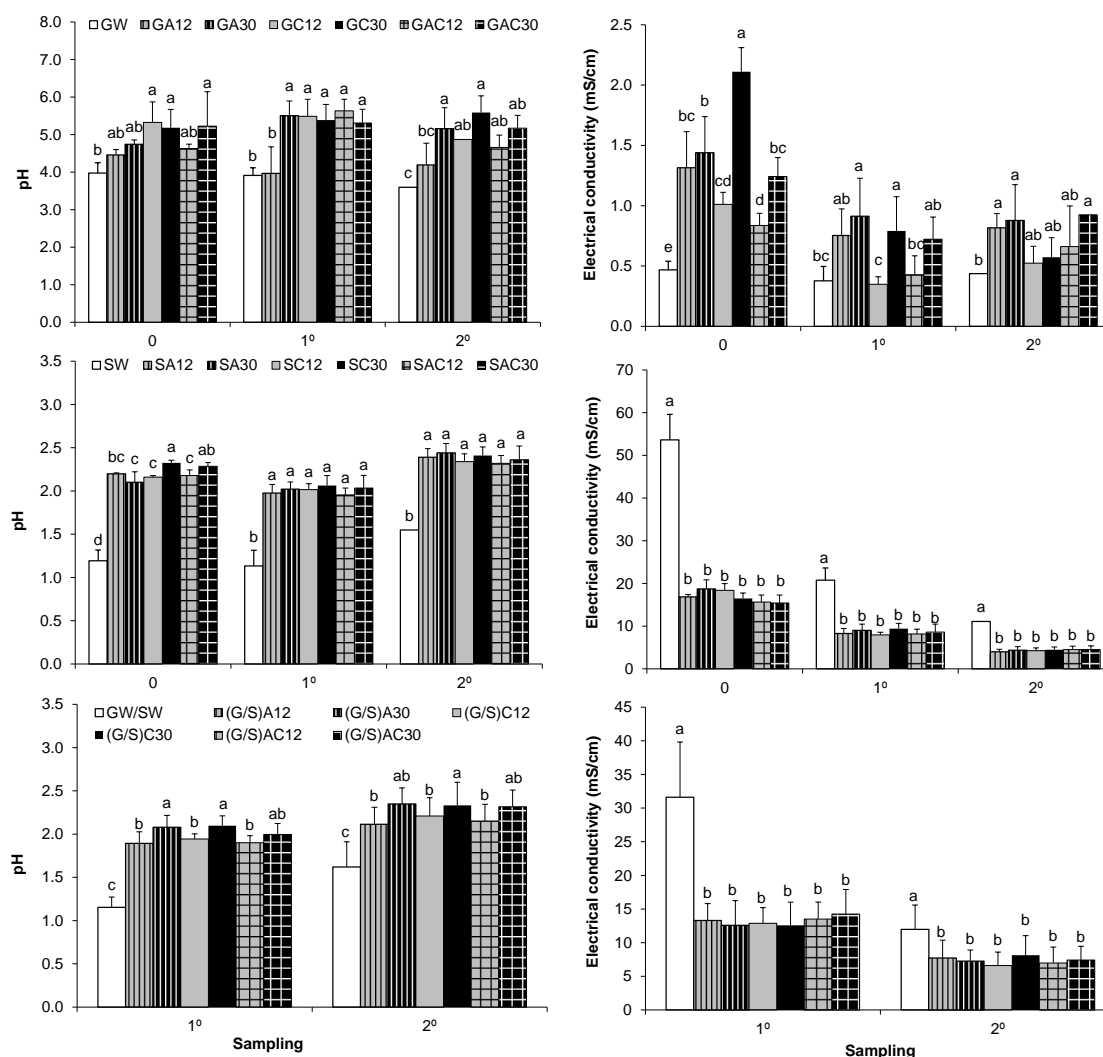 GW GA12 GA30 GC12 GC30 GAC12 GAC30
8.0
7.0
6.0
5.0
4.0
3.0
2.0
1.0
0.0
pH
b ab ab a a ab a
b b a a a a a
c bc a ab a ab ab
0 1º 2º
2.5
2.0
1.5
1.0
0.5
0.0
Electrical conductivity (mS/cm)
e bc b cd a d bc
bc ab a c a bc ab
b a a ab ab ab a
0 1º 2º
SW SA12 SA30 SC12 SC30 SAC12 SAC30
3.5
3.0
2.5
2.0
1.5
1.0
0.5
0.0
pH
d bc c c a c ab
b a a a a a a
b a a a a a a
0 1º 2º
70
60
50
40
30
20
10
0
Electrical conductivity (mS/cm)
a b b b b b b
a b b b b b b
a b b b b b b
0 1º 2º
GW/SW (G/S)A12 (G/S)A30 (G/S)C12
(G/S)C30 (G/S)AC12 (G/S)AC30
3.5
3.0
2.5
2.0
1.5
1.0
0.5
0.0
pH
c b a b a b ab
c b ab b a b ab
1º 2º
Sampling
45
40
35
30
25
20
15
10
5
0
Electrical conductivity (mS/cm)
a b b b b b b
a b b b b b b
1º 2º
Sampling